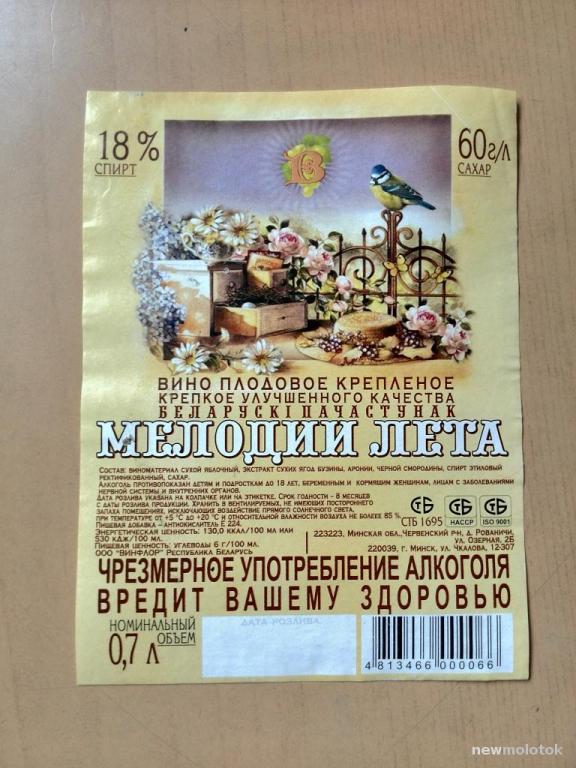 18 %
СПИРТ
60г/л
САХАР
В
ВИНО ПЛОДОВОЕ КРЕПЛЕНОЕ
КРЕПКОЕ УЛУЧШЕННОГО КАЧЕСТВА
БЕЛАРУСКІ ПАЧАСТУНАК
МЕЛОДИИ ЛЕТА
Состав: виноматериал сухой яблочный, экстракт сухих ягод бузины, аронии, черной смородины, спирт этиловый
ректификованный, сахар.
Алкоголь противопоказан детям и подросткам до 18 лет, беременным и кормящим женщинам, лицам с заболеваниями
нервной системы и внутренних органов.
Дата розлива указана на колпачке или на этикетке. Срок годности - 8 месяцев
с даты розлива продукции. Хранить в вентилируемых, не имеющих постороннего
запаха помещениях, исключающих воздействие прямого солнечного света,
при температуре от +5 °С до +20 °С и относительной влажности воздуха не более 85 %.
Пищевая добавка - антиокислитель Е 224.
Энергетическая ценность: 130,0 ккал/100 мл или
530 кДж/100 мл.
Пищевая ценность: углеводы 6 г/100 мл.
ООО "ВИНФЛОР" Республика Беларусь
СТБ 1695
СТБ
НАССР
СТБ
ISO 9001
223223, Минская обл., Червенский р-н, д. Рованичи,
ул. Озерная, 2Б
220039, г. Минск, ул. Чкалова, 12-307
ЧРЕЗМЕРНОЕ УПОТРЕБЛЕНИЕ АЛКОГОЛЯ
ВРЕДИТ ВАШЕМУ ЗДОРОВЬЮ
НОМИНАЛЬНЫЙ
ОБЪЕМ
0,7 л
ДАТА РОЗЛИВА
4 813466 000066
newmolotok